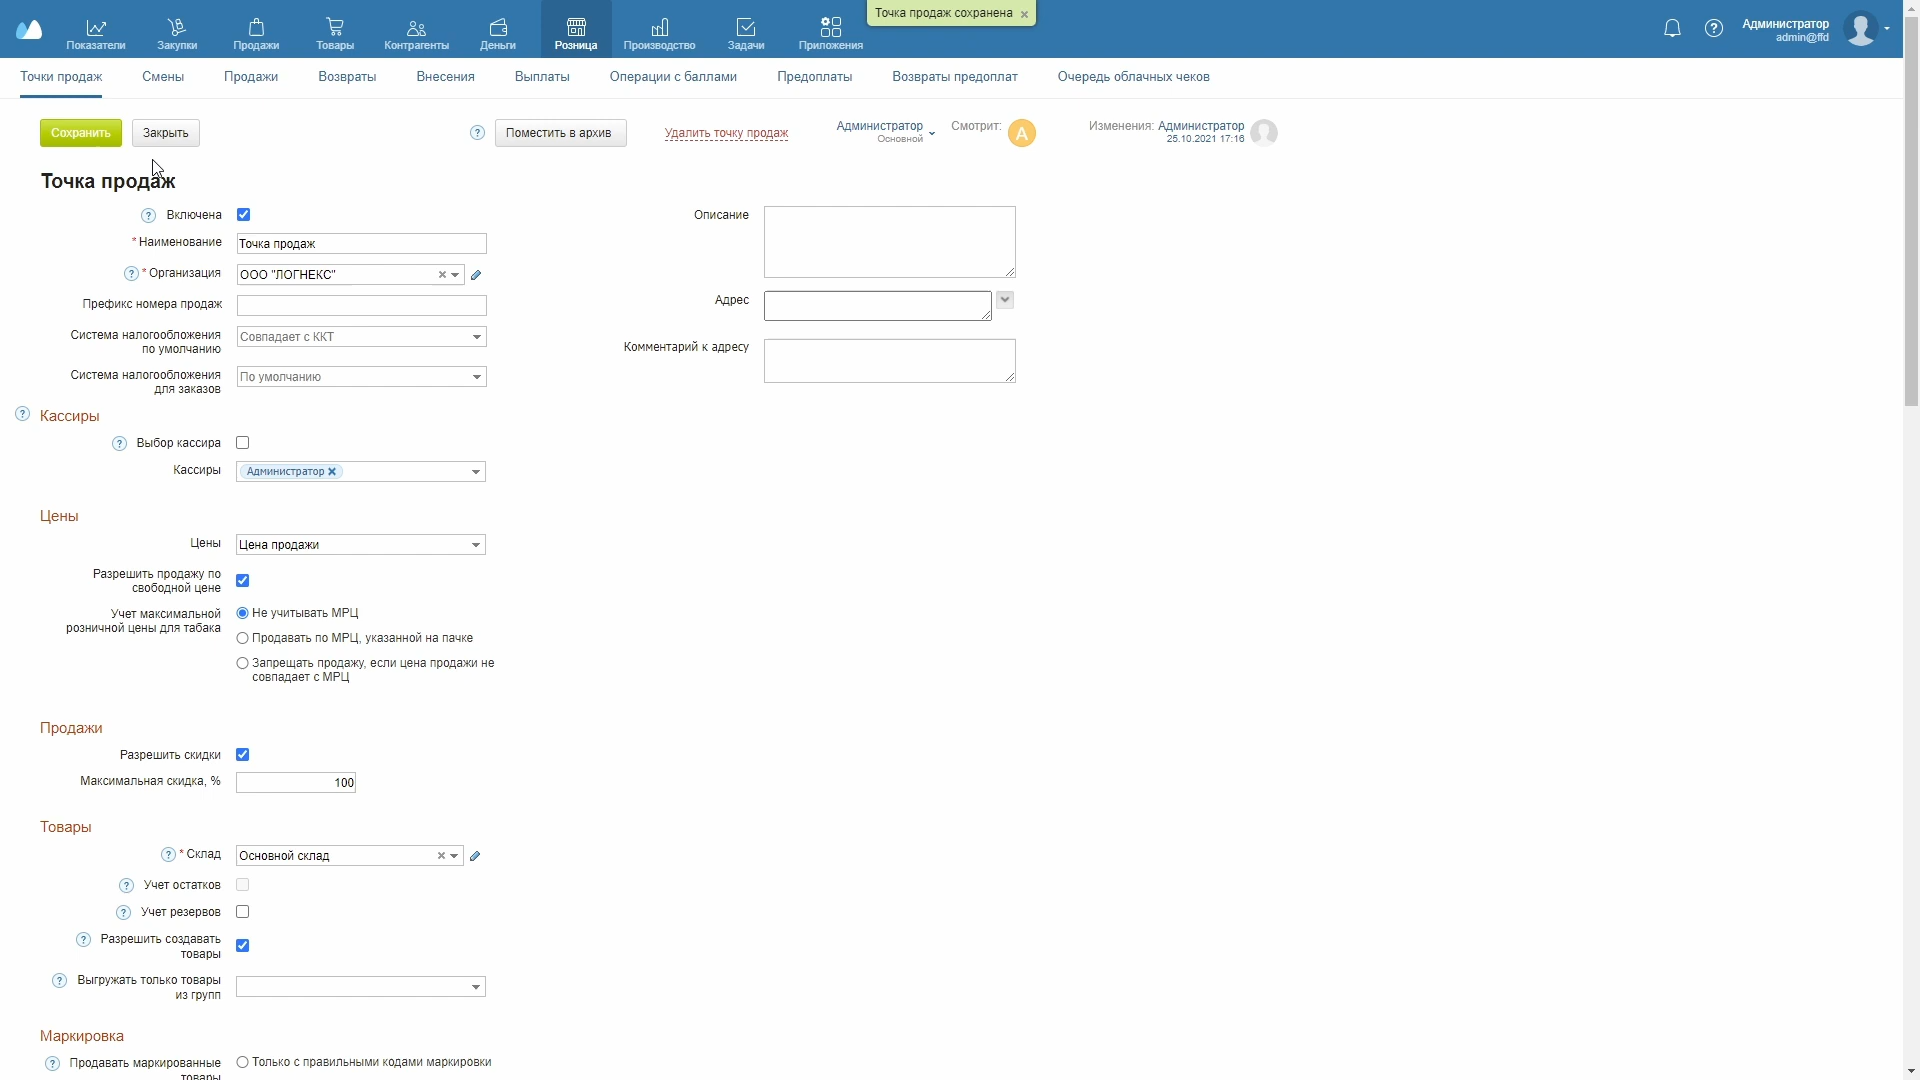 Точка продаж сохранена
Показатели
Закупки
Продажи
Товары
Контрагенты
Деньги
Розница
Производство
Задачи
Приложения
Администратор
admin@ffd
Точки продаж
Смены
Продажи
Возвраты
Внесения
Выплаты
Операции с баллами
Предоплаты
Возвраты предоплат
Очередь облачных чеков
Сохранить
Закрыть
?
Поместить в архив
Удалить точку продаж
Администратор
Основной
Смотрит:
А
Изменения: Администратор
25.10.2021 17:16
Точка продаж
? Включена
* Наименование
Точка продаж
? * Организация
ООО "ЛОГНЕКС"
Префикс номера продаж
Система налогообложения
по умолчанию
Совпадает с ККТ
Система налогообложения
для заказов
По умолчанию
Описание
Адрес
Комментарий к адресу
? Кассиры
? Выбор кассира
Кассиры
Администратор
Цены
Цены
Цена продажи
Разрешить продажу по
свободной цене
Учет максимальной
розничной цены для табака
Не учитывать МРЦ
Продавать по МРЦ, указанной на пачке
Запрещать продажу, если цена продажи не
совпадает с МРЦ
Продажи
Разрешить скидки
Максимальная скидка, %
100
Товары
? * Склад
Основной склад
? Учет остатков
? Учет резервов
? Разрешить создавать
товары
? Выгружать только товары
из групп
Маркировка
? Продавать маркированные
товары
Только с правильными кодами маркировки